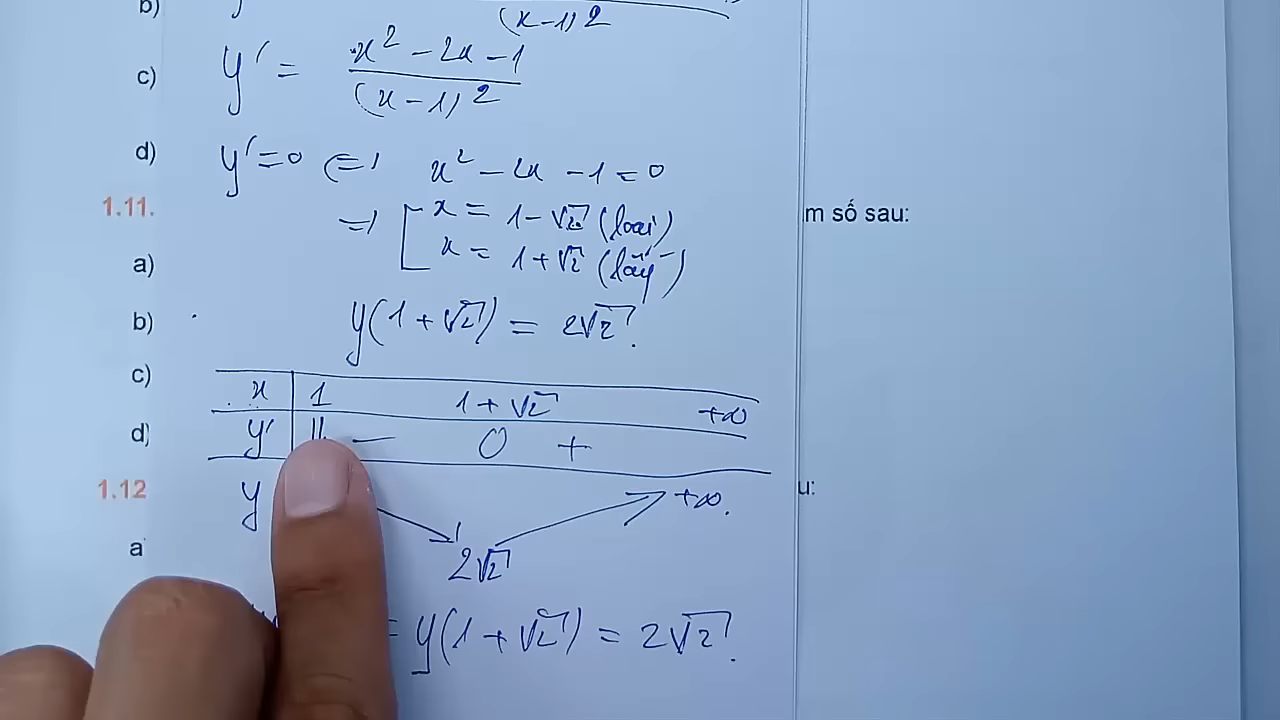 b)
(x-1)2
c) y' = x² - 2x - 1
(x-1)2
d) y'=0 <=> x² - 2x - 1 = 0
1.11. => [ x = 1-√2 (loại) m số sau:
a) x = 1+√2 (lấy)
b) y(1+√2) = 2√2.
c) x 1 1+√2 +∞
d) y' || - 0 +
1.12 y +∞. u:
a 2√2
= y(1+√2) = 2√2.